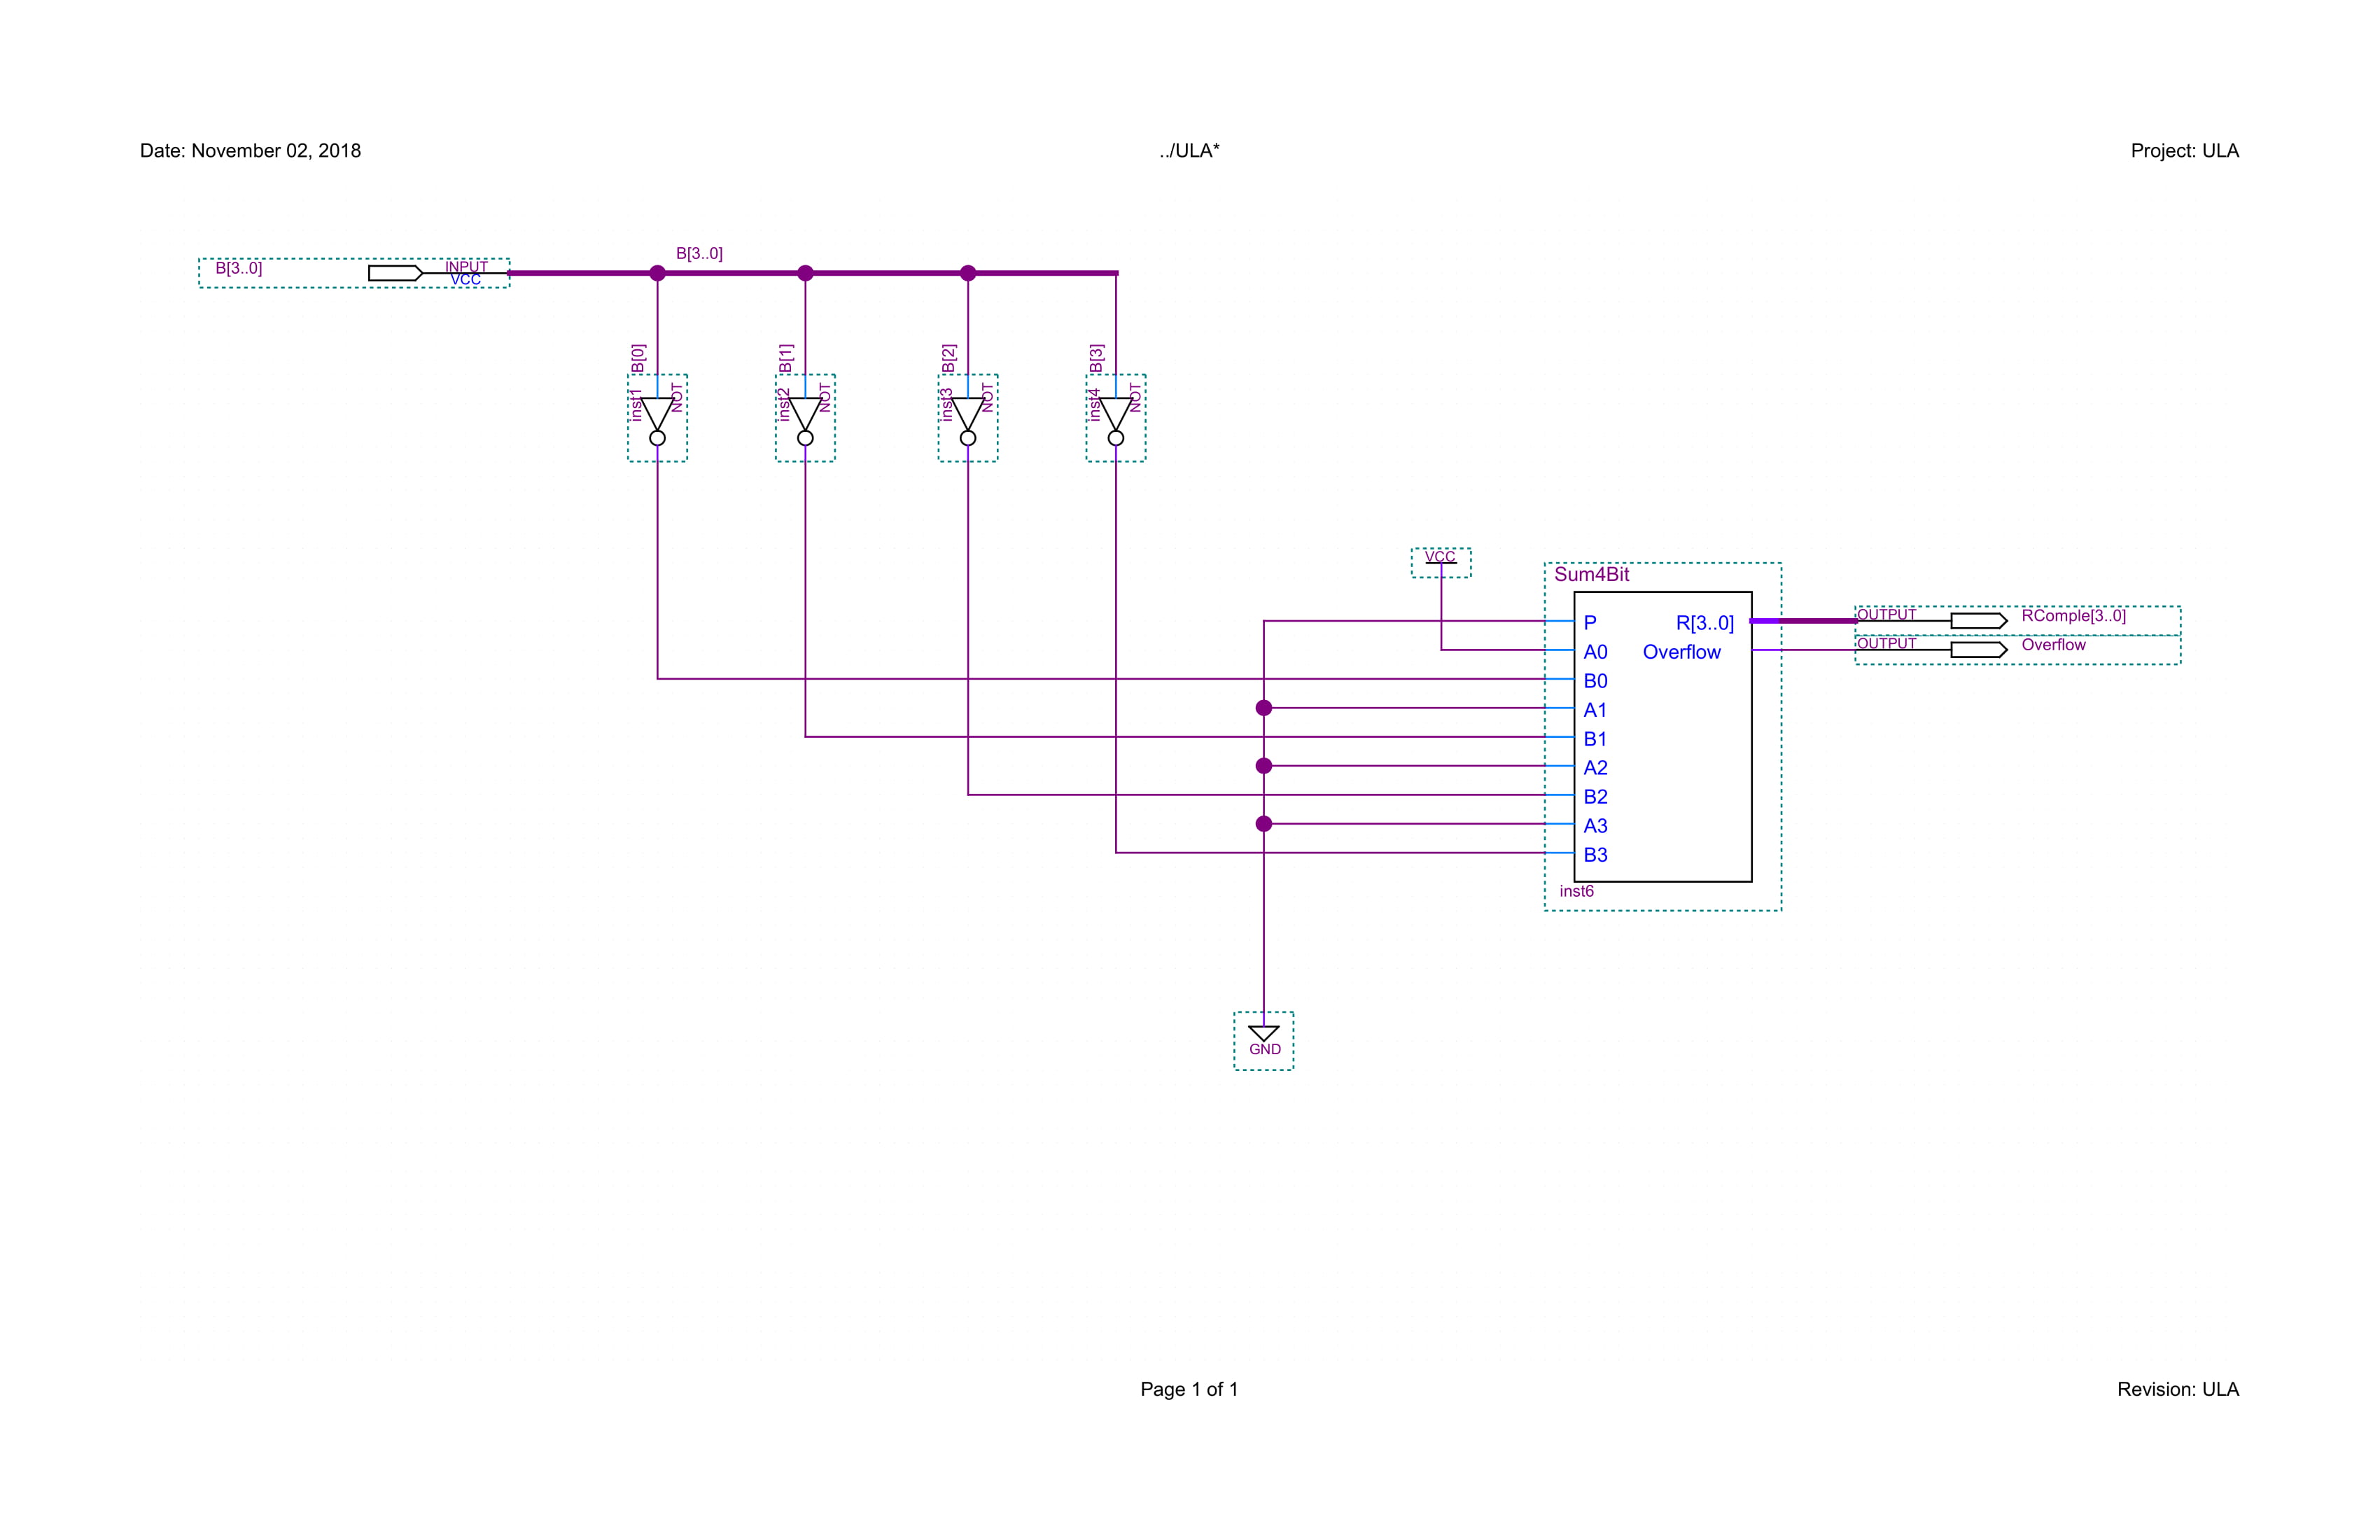 Date: November 02, 2018
../ULA*
Project: ULA
B[3..0]
INPUT
VCC
B[3..0]
B[0]
B[1]
B[2]
B[3]
inst1
NOT
inst2
NOT
inst3
NOT
inst4
NOT
VCC
Sum4Bit
P
A0
B0
A1
B1
A2
B2
A3
B3
R[3..0]
Overflow
inst6
OUTPUT
RComple[3..0]
OUTPUT
Overflow
GND
Page 1 of 1
Revision: ULA